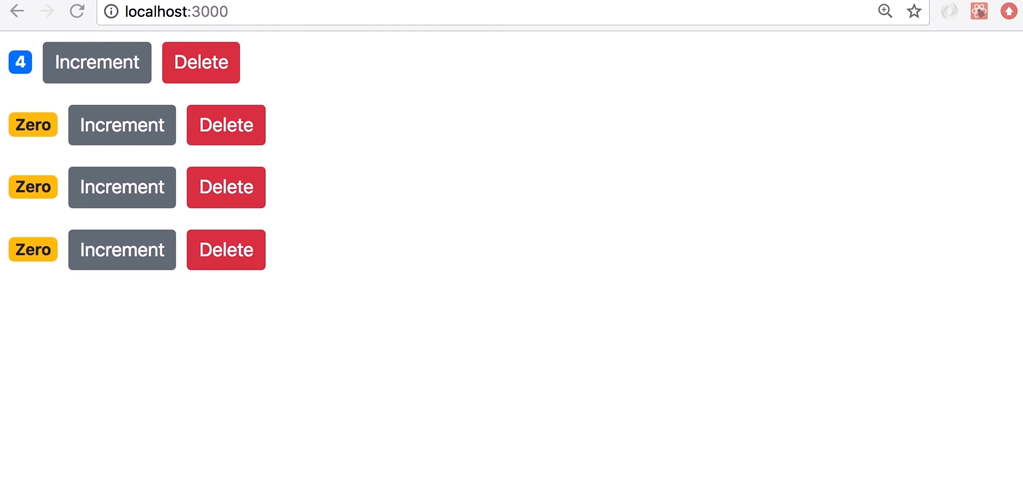 localhost:3000
4 Increment Delete
Zero Increment Delete
Zero Increment Delete
Zero Increment Delete